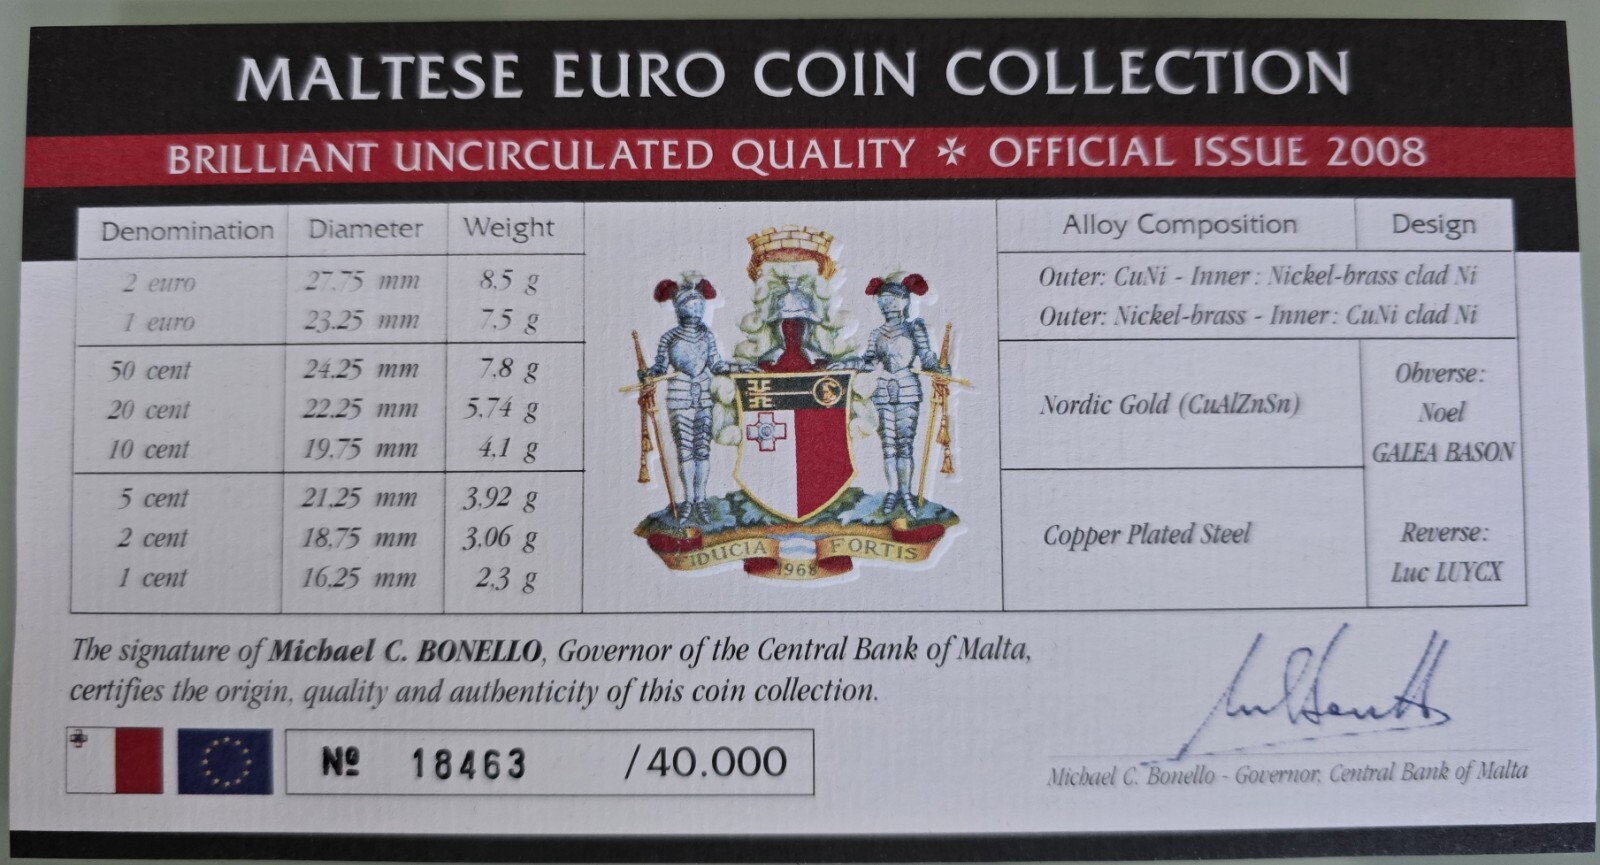 MALTESE EURO COIN COLLECTION
BRILLIANT UNCIRCULATED QUALITY ✠ OFFICIAL ISSUE 2008
Denomination Diameter Weight
2 euro 27.75 mm 8.5 g
1 euro 23.25 mm 7,5 g
50 cent 24.25 mm 7,8 g
20 cent 22.25 mm 5.74 g
10 cent 19,75 mm 4,1 g
5 cent 21,25 mm 3,92 g
2 cent 18,75 mm 3,06 g
1 cent 16,25 mm 2,3 g
FIDUCIA FORTIS
1968
Alloy Composition Design
Outer: CuNi - Inner : Nickel-brass clad Ni
Outer: Nickel-brass - Inner : CuNi clad Ni
Nordic Gold (CuAlZnSn)
Copper Plated Steel
Obverse:
Noel
GALEA BASON
Reverse:
Luc LUYCX
The signature of Michael C. BONELLO, Governor of the Central Bank of Malta,
certifies the origin, quality and authenticity of this coin collection.
Nº 18463 /40.000
Michael C. Bonello - Governor, Central Bank of Malta